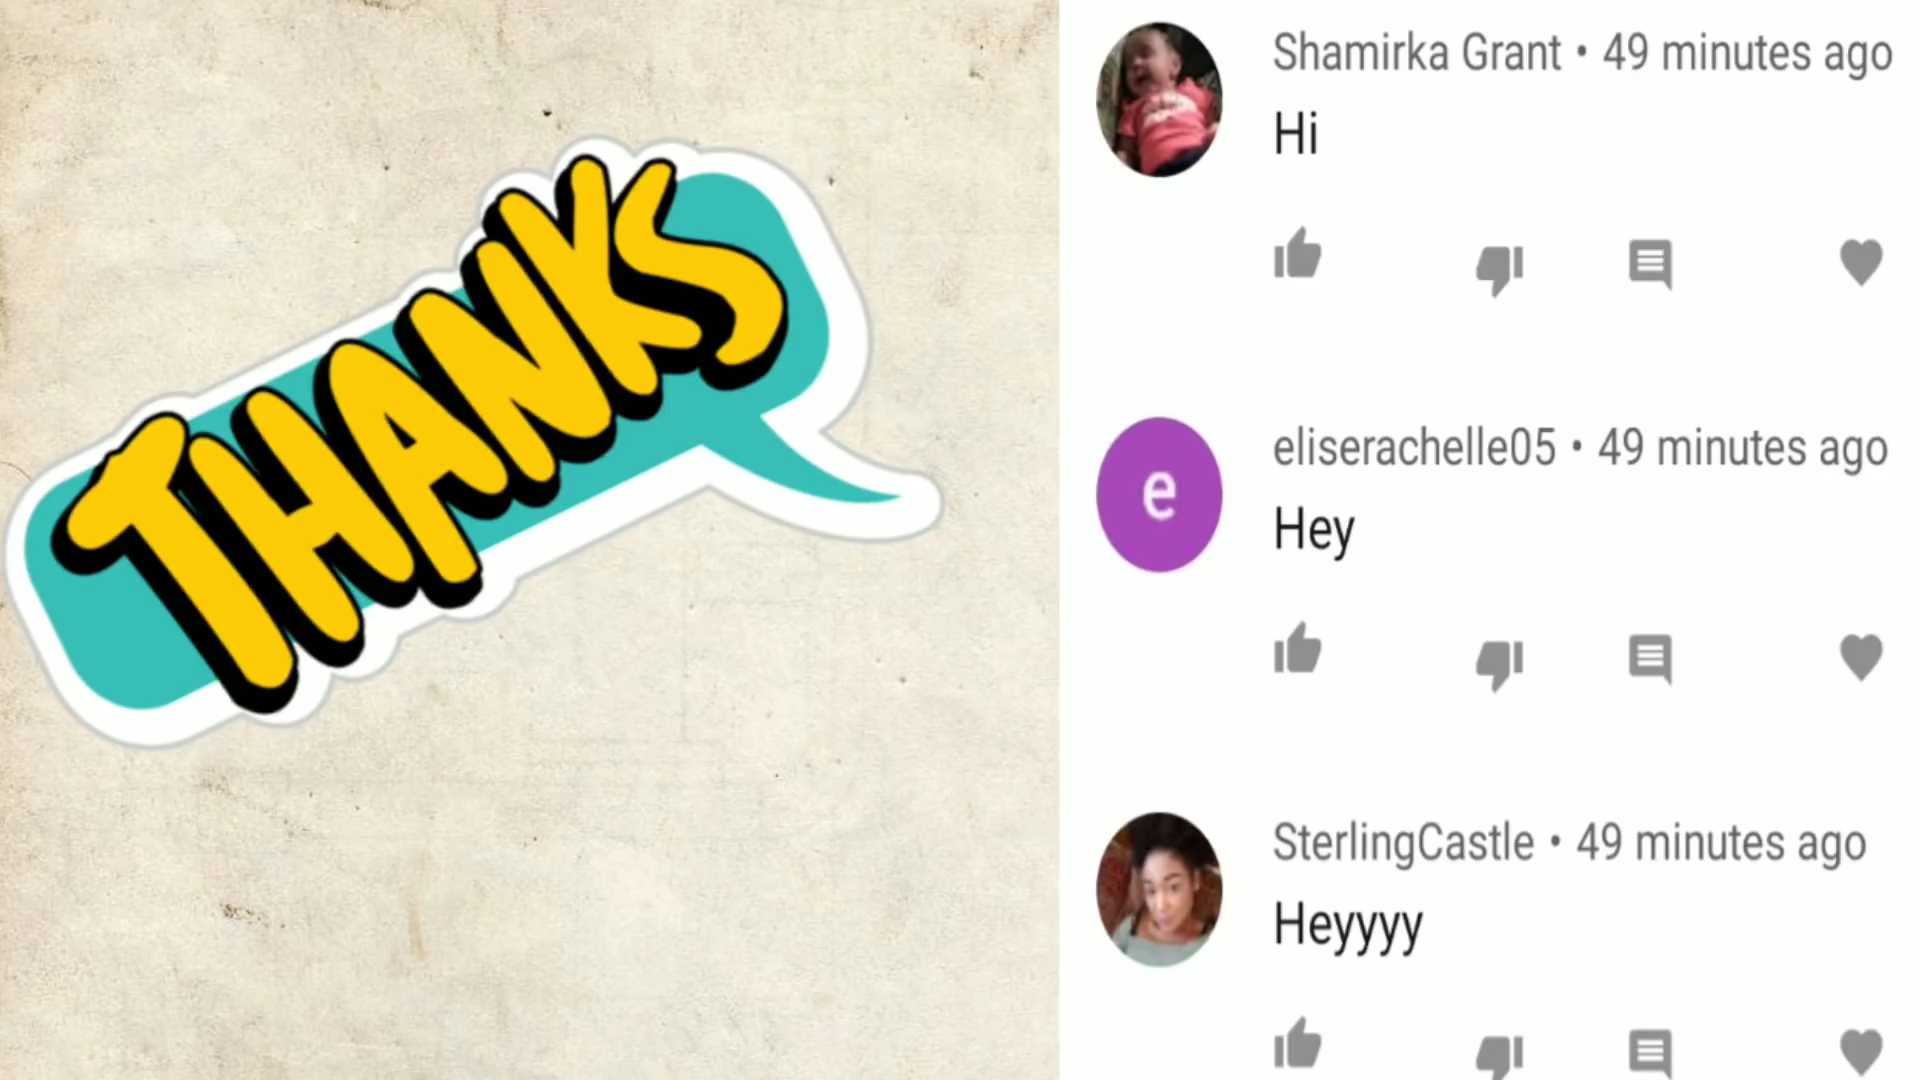 THANKS
Shamirka Grant • 49 minutes ago
Hi
eliserachelle05 • 49 minutes ago
e
Hey
SterlingCastle • 49 minutes ago
Heyyyy